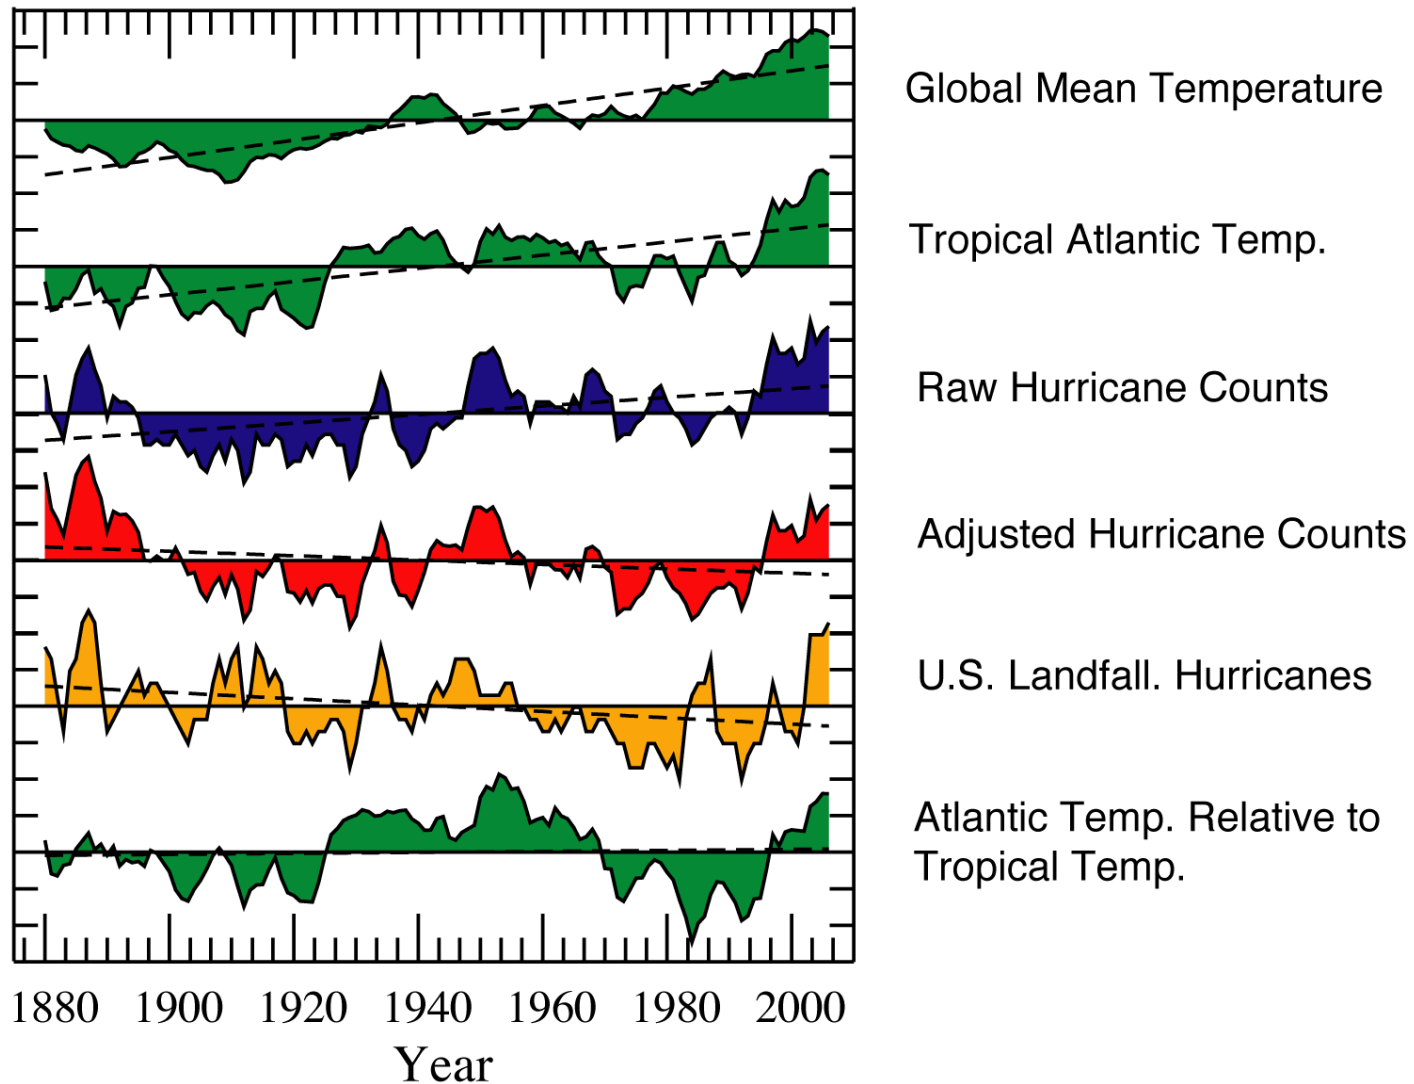 Global Mean Temperature
Tropical Atlantic Temp.
Raw Hurricane Counts
Adjusted Hurricane Counts
U.S. Landfall. Hurricanes
Atlantic Temp. Relative to
Tropical Temp.
1880 1900 1920 1940 1960 1980 2000
Year